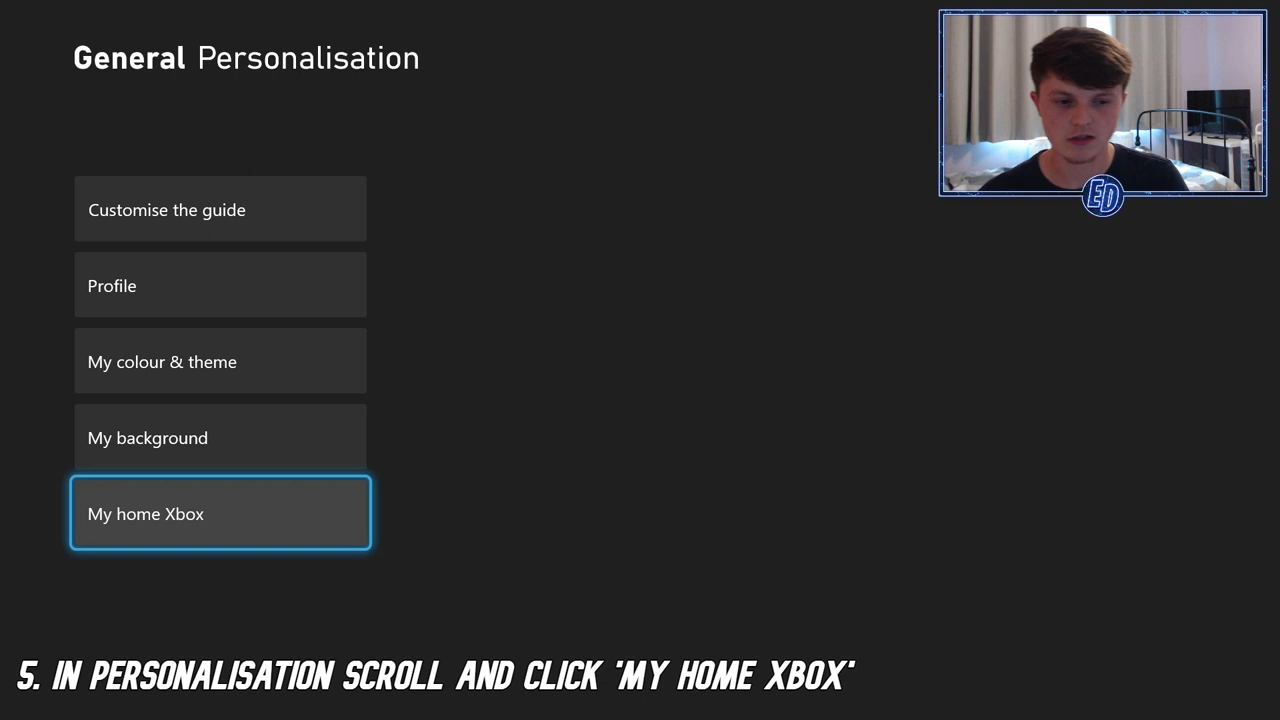 General Personalisation
ED
Customise the guide
Profile
My colour & theme
My background
My home Xbox
5. IN PERSONALISATION SCROLL AND CLICK 'MY HOME XBOX'